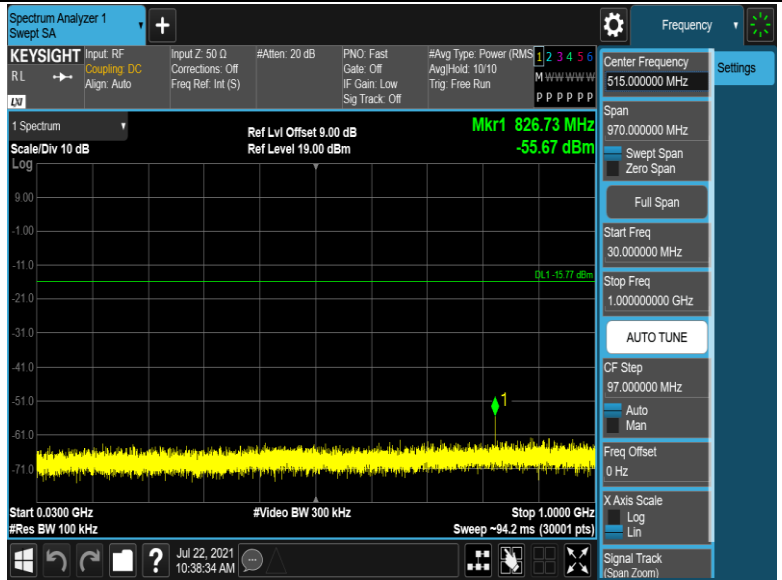 Spectrum Analyzer 1
Swept SA
Frequency
KEYSIGHT
RL
LXI
Input: RF
Coupling: DC
Align: Auto
Input Z: 50 Ω
Corrections: Off
Freq Ref: Int (S)
#Atten: 20 dB
PNO: Fast
Gate: Off
IF Gain: Low
Sig Track: Off
#Avg Type: Power (RMS
Avg|Hold: 10/10
Trig: Free Run
1 2 3 4 5 6
M W W W W W
P P P P P P
1 Spectrum
Scale/Div 10 dB
Log
Ref Lvl Offset 9.00 dB
Ref Level 19.00 dBm
Mkr1 826.73 MHz
-55.67 dBm
9.00
-1.00
-11.0
DL1 -15.77 dBm
-21.0
-31.0
-41.0
-51.0
1
-61.0
-71.0
Start 0.0300 GHz
#Video BW 300 kHz
Stop 1.0000 GHz
#Res BW 100 kHz
Sweep ~94.2 ms (30001 pts)
?
Jul 22, 2021
10:38:34 AM
Center Frequency
515.000000 MHz
Settings
Span
970.000000 MHz
Swept Span
Zero Span
Full Span
Start Freq
30.000000 MHz
Stop Freq
1.000000000 GHz
AUTO TUNE
CF Step
97.000000 MHz
Auto
Man
Freq Offset
0 Hz
X Axis Scale
Log
Lin
Signal Track
(Span Zoom)